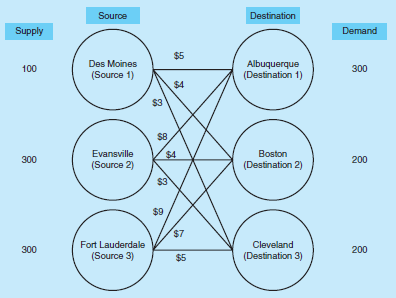 Source
Destination
Supply
Demand
100
Des Moines
(Source 1)
$5
$4
$3
Albuquerque
(Destination 1)
300
300
Evansville
(Source 2)
$8
$4
$3
Boston
(Destination 2)
200
300
Fort Lauderdale
(Source 3)
$9
$7
$5
Cleveland
(Destination 3)
200